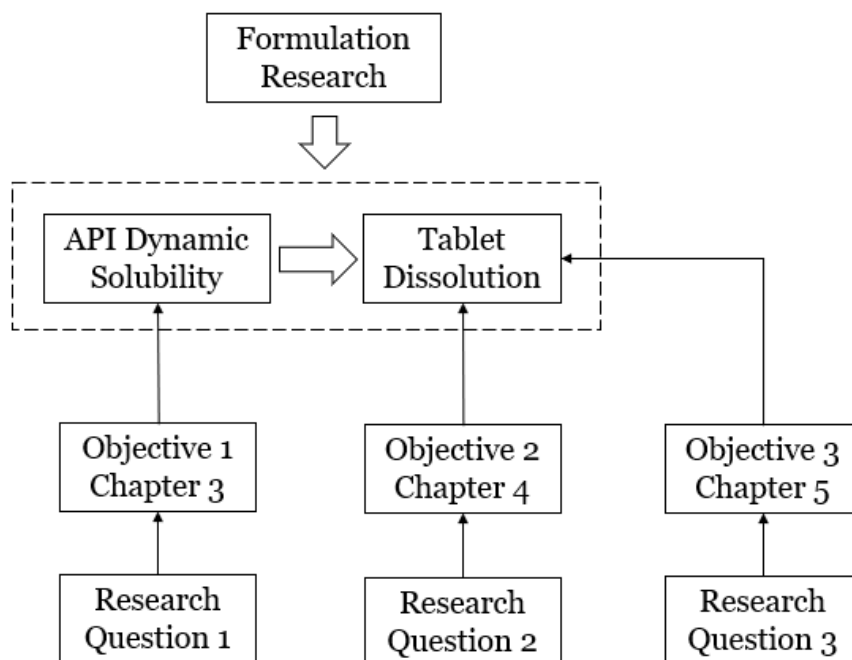 Formulation
Research
API Dynamic
Solubility
Tablet
Dissolution
Objective 1
Chapter 3
Objective 2
Chapter 4
Objective 3
Chapter 5
Research
Question 1
Research
Question 2
Research
Question 3